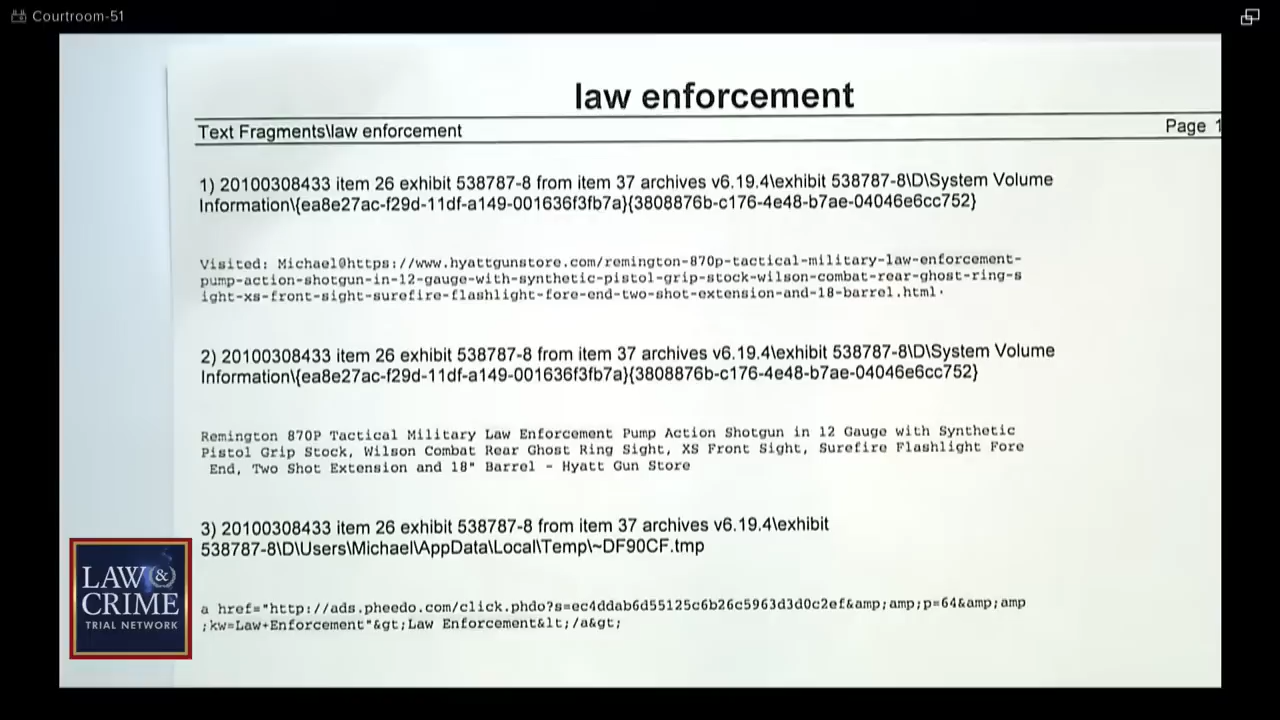 Courtroom-51
law enforcement
Text Fragments\law enforcement Page 1
1) 20100308433 item 26 exhibit 538787-8 from item 37 archives v6.19.4\exhibit 538787-8\D\System Volume
Information\{ea8e27ac-f29d-11df-a149-001636f3fb7a}{3808876b-c176-4e48-b7ae-04046e6cc752}
Visited: Michael@https://www.hyattgunstore.com/remington-870p-tactical-military-law-enforcement-
pump-action-shotgun-in-12-gauge-with-synthetic-pistol-grip-stock-wilson-combat-rear-ghost-ring-s
ight-xs-front-sight-surefire-flashlight-fore-end-two-shot-extension-and-18-barrel.html·
2) 20100308433 item 26 exhibit 538787-8 from item 37 archives v6.19.4\exhibit 538787-8\D\System Volume
Information\{ea8e27ac-f29d-11df-a149-001636f3fb7a}{3808876b-c176-4e48-b7ae-04046e6cc752}
Remington 870P Tactical Military Law Enforcement Pump Action Shotgun in 12 Gauge with Synthetic
Pistol Grip Stock, Wilson Combat Rear Ghost Ring Sight, XS Front Sight, Surefire Flashlight Fore
End, Two Shot Extension and 18" Barrel - Hyatt Gun Store
3) 20100308433 item 26 exhibit 538787-8 from item 37 archives v6.19.4\exhibit
538787-8\D\Users\Michael\AppData\Local\Temp\~DF90CF.tmp
a href="http://ads.pheedo.com/click.phdo?s=ec4ddab6d55125c6b26c5963d3d0c2ef&amp;amp;p=64&amp;amp
;kw=Law+Enforcement"&gt;Law Enforcement&lt;/a&gt;
LAW &
CRIME
TRIAL NETWORK